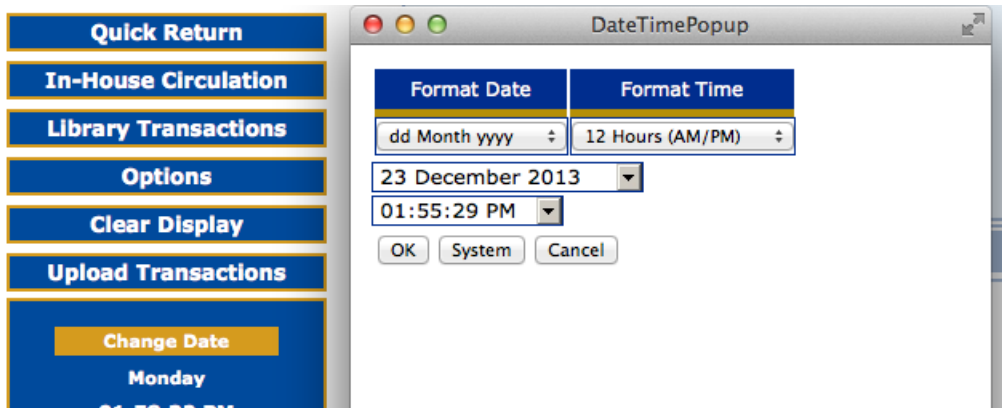 Quick Return
In-House Circulation
Library Transactions
Options
Clear Display
Upload Transactions
Change Date
Monday
DateTimePopup
Format Date Format Time
dd Month yyyy 12 Hours (AM/PM)
23 December 2013
01:55:29 PM
OK System Cancel